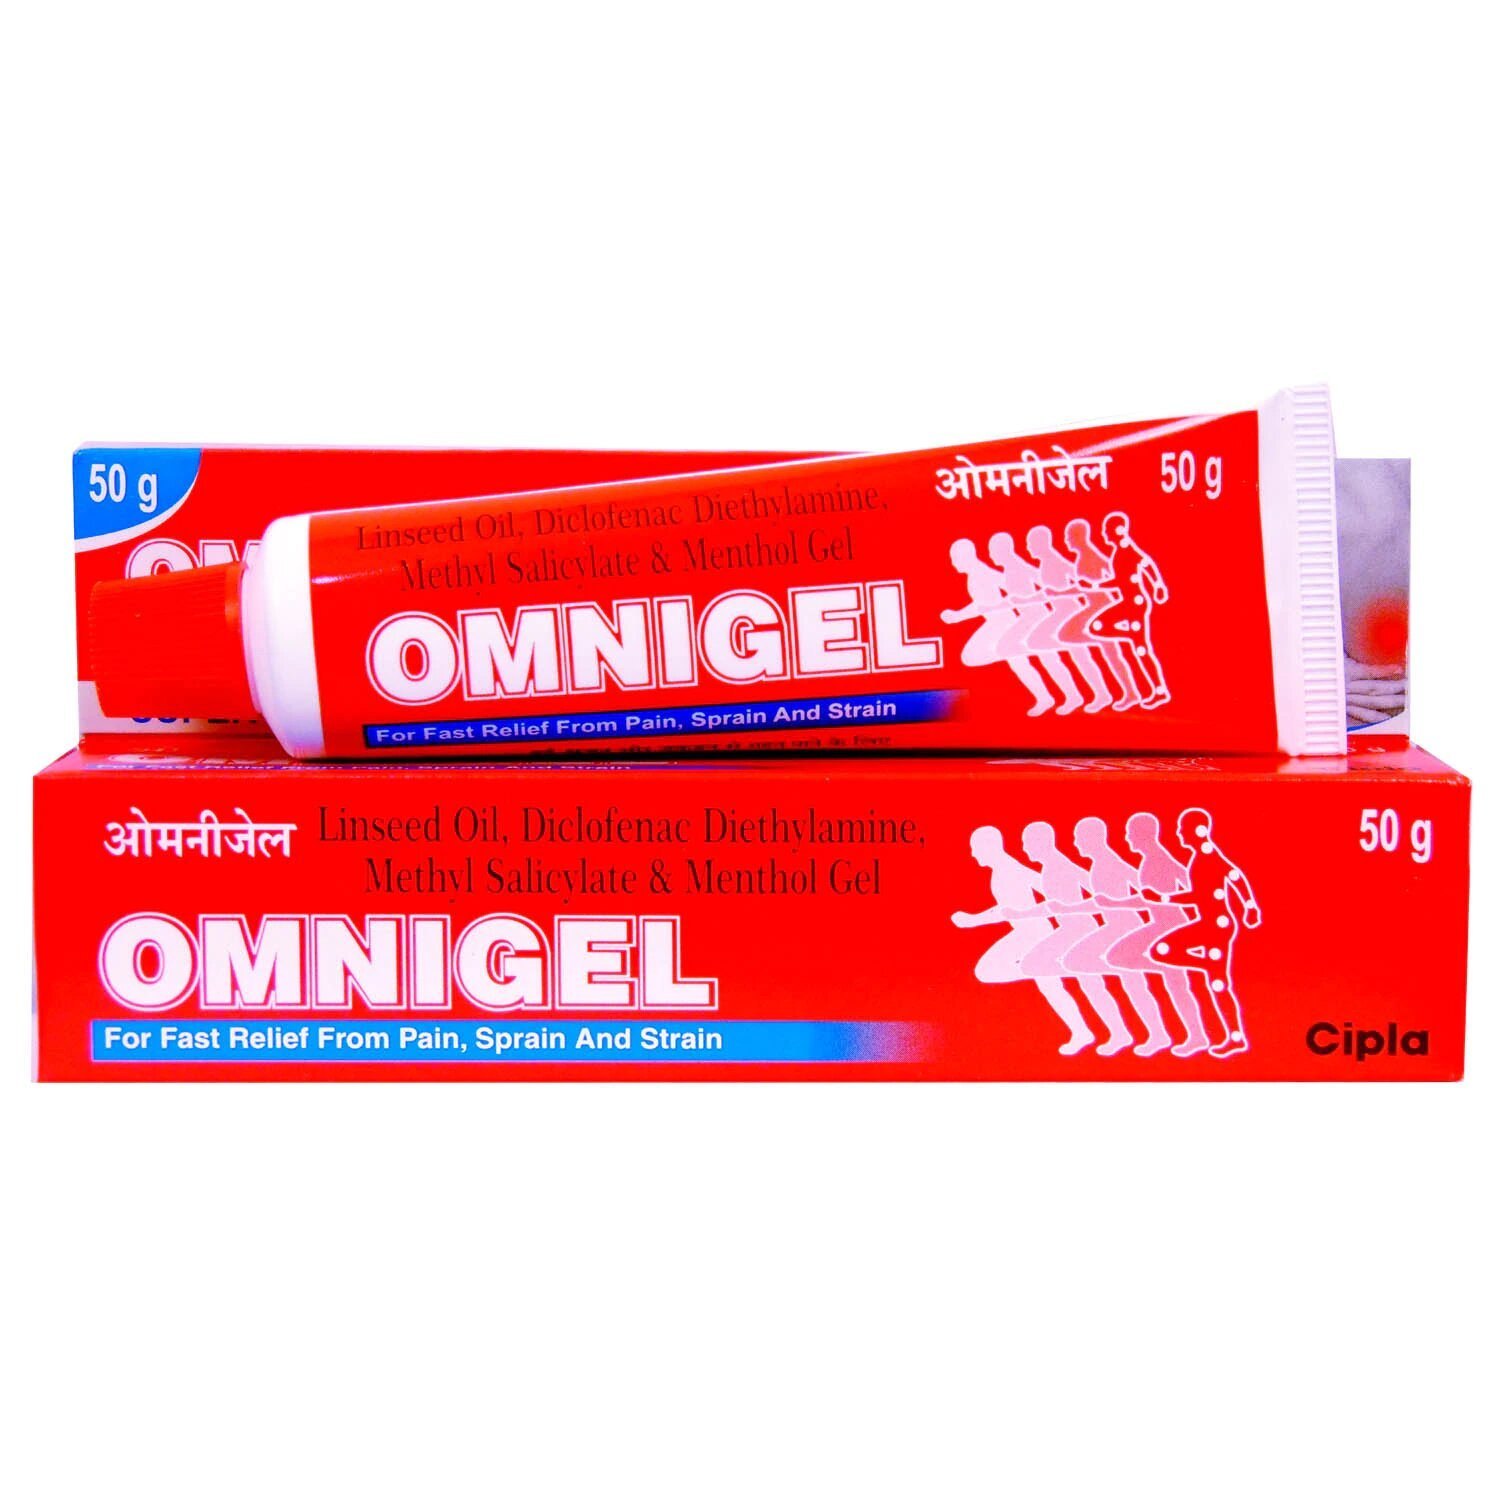 50 g
ओमनीजेल 50 g
Linseed Oil, Diclofenac Diethylamine,
Methyl Salicylate & Menthol Gel
OMNIGEL
For Fast Relief From Pain, Sprain And Strain
ओमनीजेल Linseed Oil, Diclofenac Diethylamine, 50 g
Methyl Salicylate & Menthol Gel
OMNIGEL
For Fast Relief From Pain, Sprain And Strain
Cipla